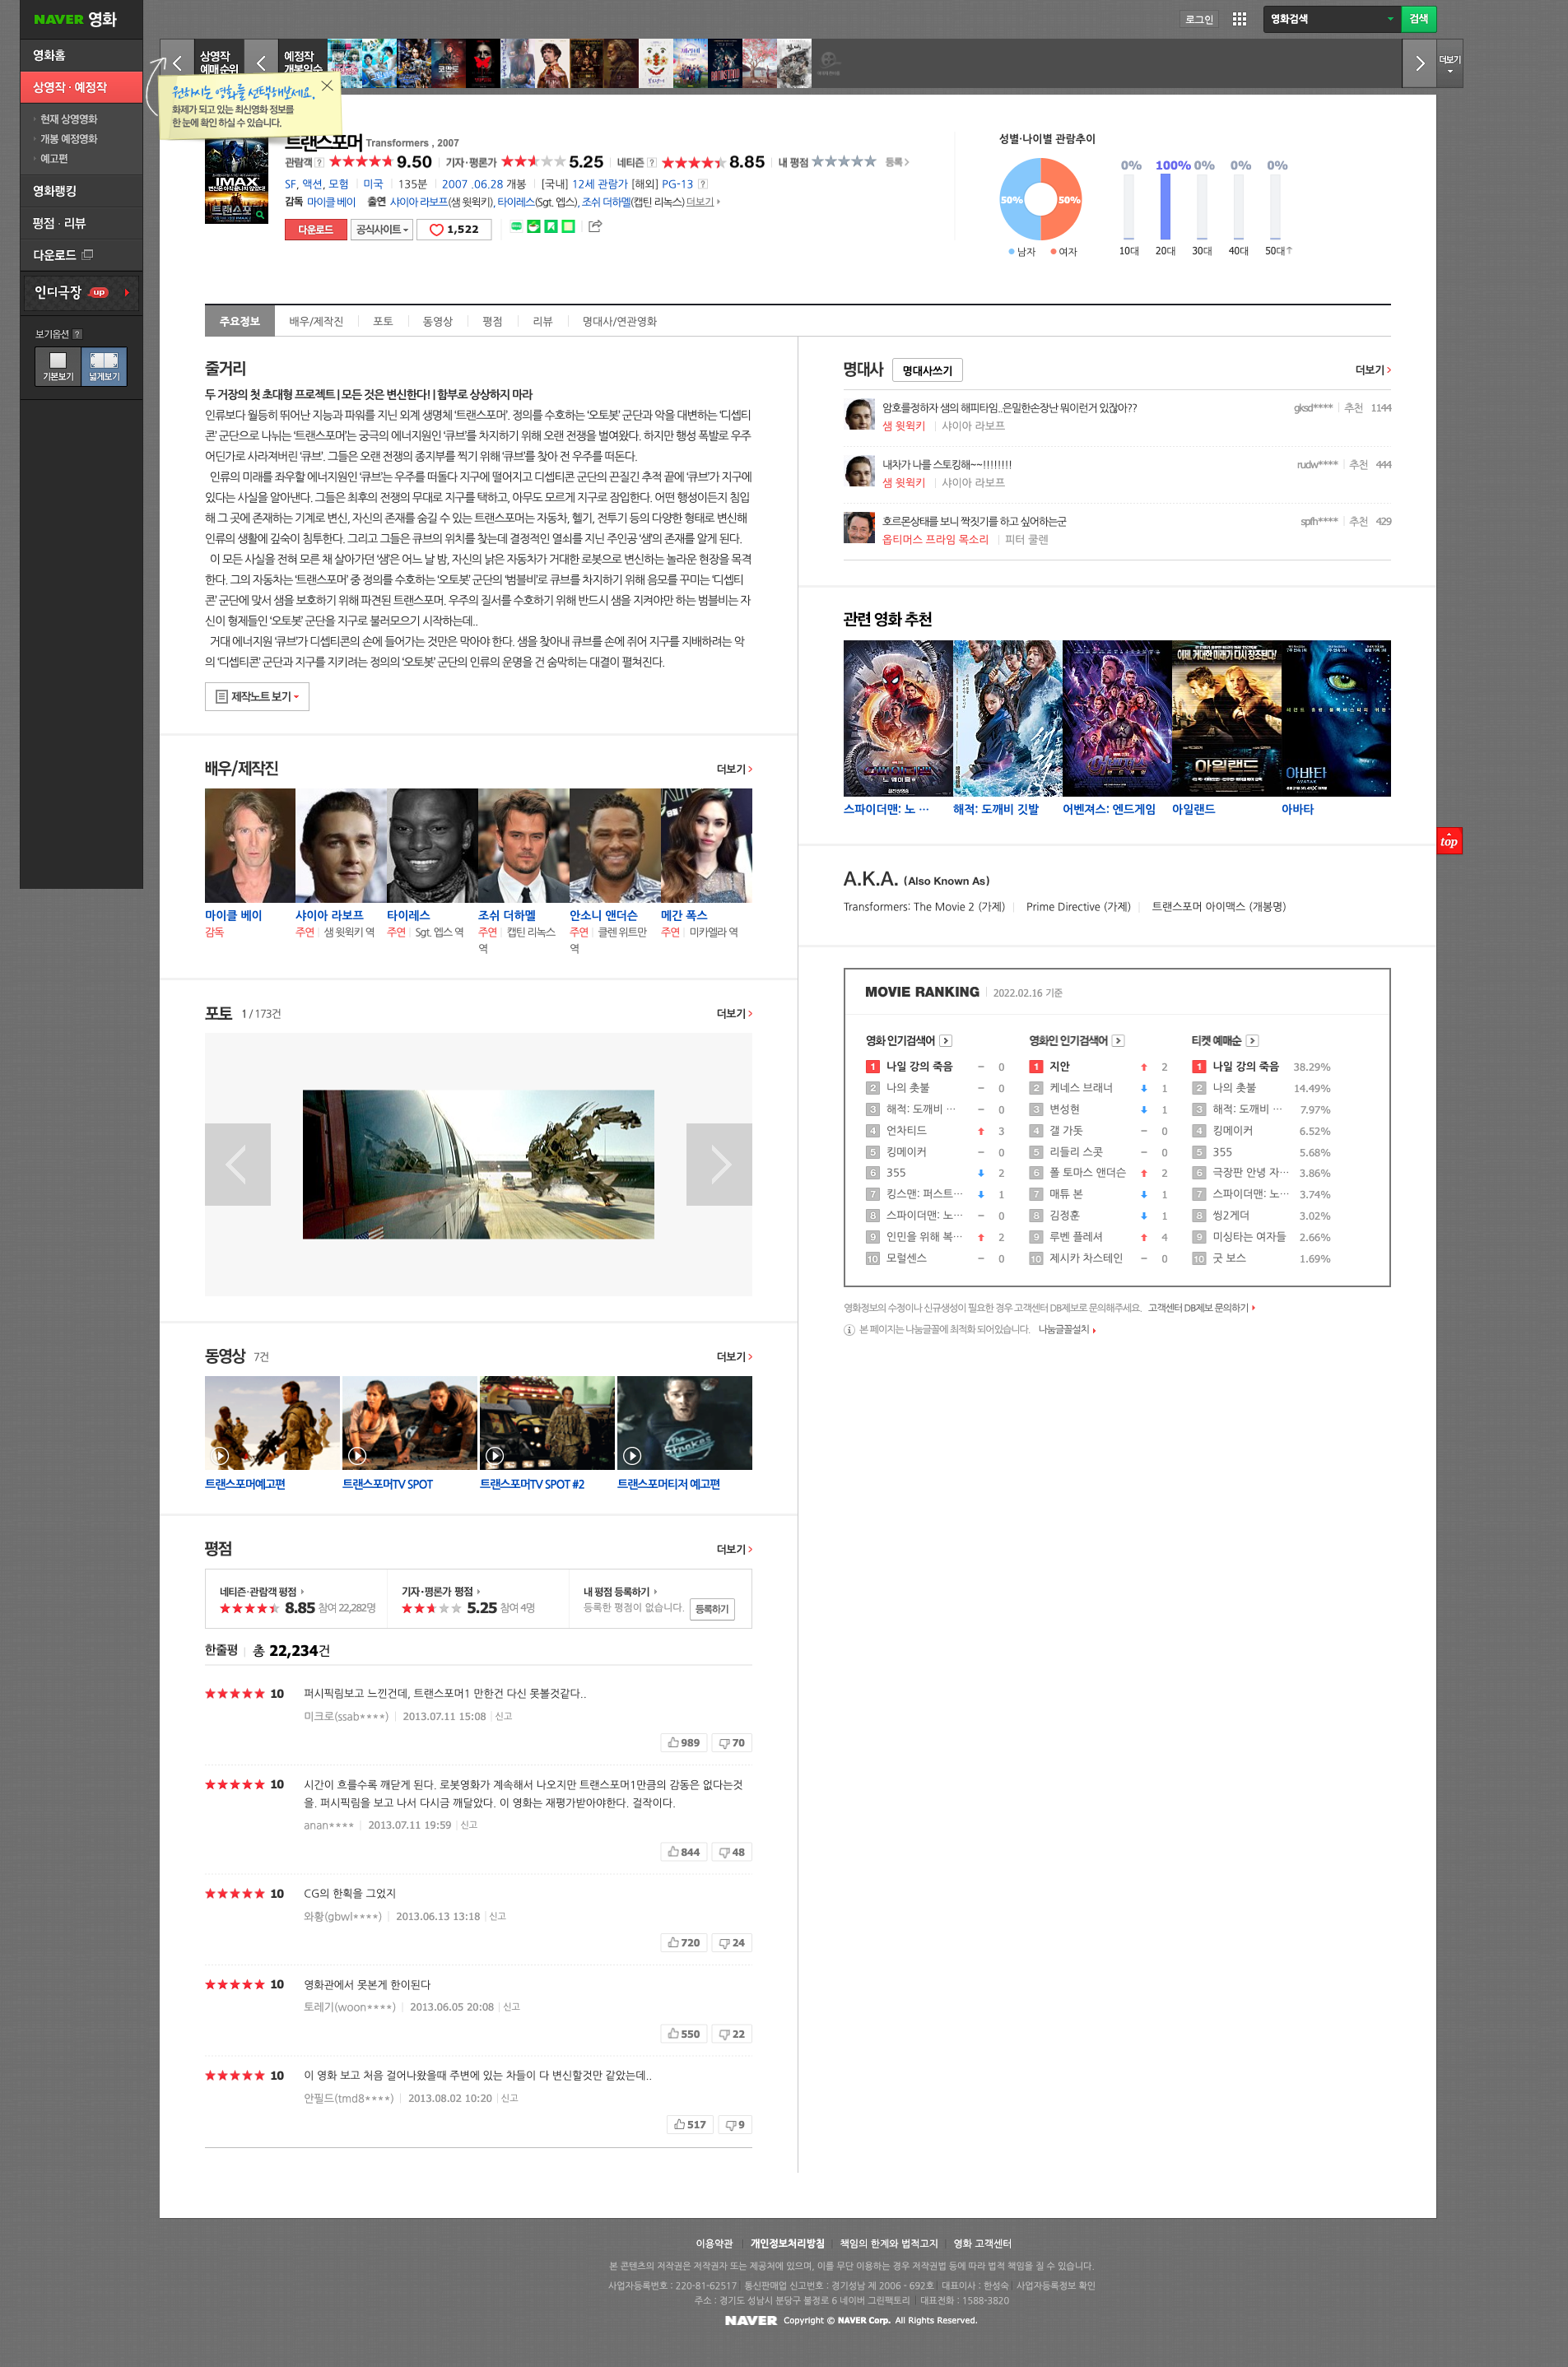 NAVER 영화
로그인
영화검색
검색
영화홈
상영작 · 예정작
현재 상영영화
개봉 예정영화
예고편
영화랭킹
평점 · 리뷰
다운로드
인디극장 up
보기옵션 ?
기본보기
넓게보기
상영작
예매순위
예정작
개봉일순
더보기
원하시는 영화를 선택해보세요.
화제가 되고 있는 최신영화 정보를
한 눈에 확인 하실 수 있습니다.
IMAX
트랜스포머 Transformers , 2007
관람객 ? 9.50 기자·평론가 5.25 네티즌 ? 8.85 내 평점 등록
SF, 액션, 모험 미국 135분 2007 .06.28 개봉 [국내] 12세 관람가 [해외] PG-13 ?
감독 마이클 베이 출연 샤이아 라보프(샘 윗윅키), 타이레스(Sgt. 엡스), 조쉬 더하멜(캡틴 리녹스) 더보기
다운로드 공식사이트 1,522
성별·나이별 관람추이
50% 50%
남자 여자
0% 100% 0% 0% 0%
10대 20대 30대 40대 50대↑
주요정보 배우/제작진 포토 동영상 평점 리뷰 명대사/연관영화
줄거리
두 거장의 첫 초대형 프로젝트 | 모든 것은 변신한다! | 함부로 상상하지 마라
인류보다 월등히 뛰어난 지능과 파워를 지닌 외계 생명체 ‘트랜스포머’. 정의를 수호하는 ‘오토봇’ 군단과 악을 대변하는 ‘디셉티
콘’ 군단으로 나뉘는 ‘트랜스포머’는 궁극의 에너지원인 ‘큐브’를 차지하기 위해 오랜 전쟁을 벌여왔다. 하지만 행성 폭발로 우주
어딘가로 사라져버린 ‘큐브’. 그들은 오랜 전쟁의 종지부를 찍기 위해 ‘큐브’를 찾아 전 우주를 떠돈다.
인류의 미래를 좌우할 에너지원인 ‘큐브’는 우주를 떠돌다 지구에 떨어지고 디셉티콘 군단의 끈질긴 추적 끝에 ‘큐브’가 지구에
있다는 사실을 알아낸다. 그들은 최후의 전쟁의 무대로 지구를 택하고, 아무도 모르게 지구로 잠입한다. 어떤 행성이든지 침입
해 그 곳에 존재하는 기계로 변신, 자신의 존재를 숨길 수 있는 트랜스포머는 자동차, 헬기, 전투기 등의 다양한 형태로 변신해
인류의 생활에 깊숙이 침투한다. 그리고 그들은 큐브의 위치를 찾는데 결정적인 열쇠를 지닌 주인공 ‘샘’의 존재를 알게 된다.
이 모든 사실을 전혀 모른 채 살아가던 ‘샘’은 어느 날 밤, 자신의 낡은 자동차가 거대한 로봇으로 변신하는 놀라운 현장을 목격
한다. 그의 자동차는 ‘트랜스포머’ 중 정의를 수호하는 ‘오토봇’ 군단의 ‘범블비’로 큐브를 차지하기 위해 음모를 꾸미는 ‘디셉티
콘’ 군단에 맞서 샘을 보호하기 위해 파견된 트랜스포머. 우주의 질서를 수호하기 위해 반드시 샘을 지켜야만 하는 범블비는 자
신이 형제들인 ‘오토봇’ 군단을 지구로 불러모으기 시작하는데..
거대 에너지원 ‘큐브’가 디셉티콘의 손에 들어가는 것만은 막아야 한다. 샘을 찾아내 큐브를 손에 쥐어 지구를 지배하려는 악
의 ‘디셉티콘’ 군단과 지구를 지키려는 정의의 ‘오토봇’ 군단의 인류의 운명을 건 숨막히는 대결이 펼쳐진다.
제작노트 보기
배우/제작진 더보기
마이클 베이
감독
샤이아 라보프
주연 샘 윗윅키 역
타이레스
주연 Sgt. 엡스 역
조쉬 더하멜
주연 캡틴 리녹스
역
안소니 앤더슨
주연 글렌 위트만
역
메간 폭스
주연 미카엘라 역
포토 1 / 173건 더보기
동영상 7건 더보기
트랜스포머예고편
트랜스포머TV SPOT
트랜스포머TV SPOT #2
The Strokes
트랜스포머티저 예고편
평점 더보기
네티즌·관람객 평점
8.85 참여 22,282명
기자·평론가 평점
5.25 참여 4명
내 평점 등록하기
등록한 평점이 없습니다. 등록하기
한줄평 총 22,234건
10 퍼시픽림보고 느낀건데, 트랜스포머1 만한건 다신 못볼것같다..
미크로(ssab****) 2013.07.11 15:08 신고
989 70
10 시간이 흐를수록 깨닫게 된다. 로봇영화가 계속해서 나오지만 트랜스포머1만큼의 감동은 없다는것
을. 퍼시픽림을 보고 나서 다시금 깨달았다. 이 영화는 재평가받아야한다. 걸작이다.
anan**** 2013.07.11 19:59 신고
844 48
10 CG의 한획을 그었지
와황(gbwl****) 2013.06.13 13:18 신고
720 24
10 영화관에서 못본게 한이된다
토레기(woon****) 2013.06.05 20:08 신고
550 22
10 이 영화 보고 처음 걸어나왔을때 주변에 있는 차들이 다 변신할것만 같았는데..
안필드(tmd8****) 2013.08.02 10:20 신고
517 9
명대사 명대사쓰기 더보기
암호를정하자 샘의 해피타임..은밀한손장난 뭐이런거 있잖아?? gksd**** 추천 1144
샘 윗윅키 샤이아 라보프
내차가 나를 스토킹해~~!!!!!!!! rudw**** 추천 444
샘 윗윅키 샤이아 라보프
호르몬상태를 보니 짝짓기를 하고 싶어하는군 spfh**** 추천 429
옵티머스 프라임 목소리 피터 쿨렌
관련 영화 추천
아일랜드
아바타
AVATAR
스파이더맨: 노 …
해적: 도깨비 깃발
어벤져스: 엔드게임
아일랜드
아바타
top
A.K.A. (Also Known As)
Transformers: The Movie 2 (가제) Prime Directive (가제) 트랜스포머 아이맥스 (개봉명)
MOVIE RANKING 2022.02.16 기준
영화 인기검색어
1 나일 강의 죽음 0
2 나의 촛불 0
3 해적: 도깨비 … 0
4 언차티드 3
5 킹메이커 0
6 355 2
7 킹스맨: 퍼스트… 1
8 스파이더맨: 노… 0
9 인민을 위해 복… 2
10 모럴센스 0
영화인 인기검색어
1 지안 2
2 케네스 브래너 1
3 변성현 1
4 갤 가돗 0
5 리들리 스콧 0
6 폴 토마스 앤더슨 2
7 매튜 본 1
8 김정훈 1
9 루벤 플레셔 4
10 제시카 차스테인 0
티켓 예매순
1 나일 강의 죽음 38.29%
2 나의 촛불 14.49%
3 해적: 도깨비 … 7.97%
4 킹메이커 6.52%
5 355 5.68%
6 극장판 안녕 자… 3.86%
7 스파이더맨: 노… 3.74%
8 씽2게더 3.02%
9 미싱타는 여자들 2.66%
10 굿 보스 1.69%
영화정보의 수정이나 신규생성이 필요한 경우 고객센터 DB제보로 문의해주세요. 고객센터 DB제보 문의하기
본 페이지는 나눔글꼴에 최적화 되어있습니다. 나눔글꼴설치
이용약관 개인정보처리방침 책임의 한계와 법적고지 영화 고객센터
본 콘텐츠의 저작권은 저작권자 또는 제공처에 있으며, 이를 무단 이용하는 경우 저작권법 등에 따라 법적 책임을 질 수 있습니다.
사업자등록번호 : 220-81-62517 통신판매업 신고번호 : 경기성남 제 2006 - 692호 대표이사 : 한성숙 사업자등록정보 확인
주소 : 경기도 성남시 분당구 불정로 6 네이버 그린팩토리 대표전화 : 1588-3820
NAVER Copyright © NAVER Corp. All Rights Reserved.